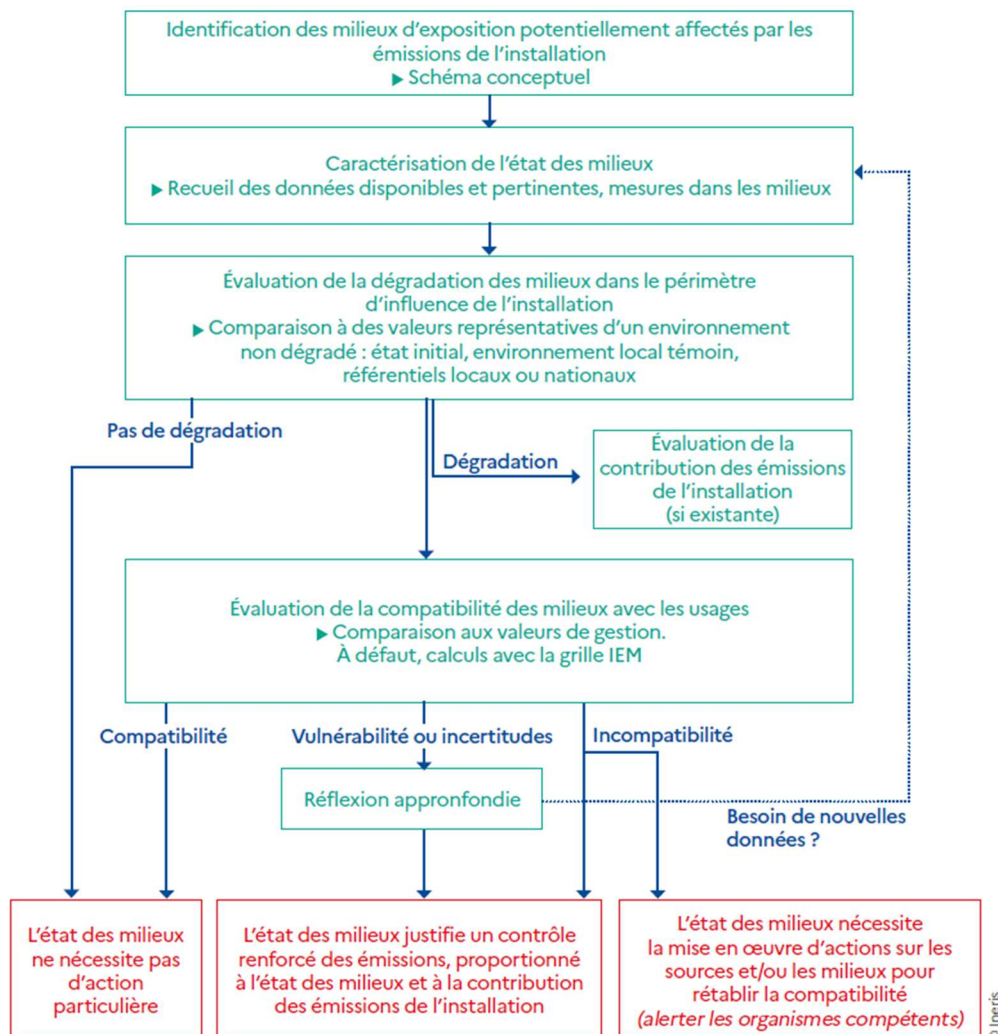 Identification des milieux d'exposition potentiellement affectés par les
émissions de l'installation
▶ Schéma conceptuel
Caractérisation de l'état des milieux
▶ Recueil des données disponibles et pertinentes, mesures dans les milieux
Évaluation de la dégradation des milieux dans le périmètre
d'influence de l'installation
▶ Comparaison à des valeurs représentatives d'un environnement
non dégradé : état initial, environnement local témoin,
référentiels locaux ou nationaux
Pas de dégradation
Dégradation
Évaluation de la
contribution des émissions
de l'installation
(si existante)
Évaluation de la compatibilité des milieux avec les usages
▶ Comparaison aux valeurs de gestion.
À défaut, calculs avec la grille IEM
Compatibilité
Vulnérabilité ou incertitudes
Incompatibilité
Réflexion appronfondie
Besoin de nouvelles
données ?
L'état des milieux
ne nécessite pas
d'action
particulière
L'état des milieux justifie un contrôle
renforcé des émissions, proportionné
à l'état des milieux et à la contribution
des émissions de l'installation
L'état des milieux nécessite
la mise en œuvre d'actions sur les
sources et/ou les milieux pour
rétablir la compatibilité
(alerter les organismes compétents)
© Ineris